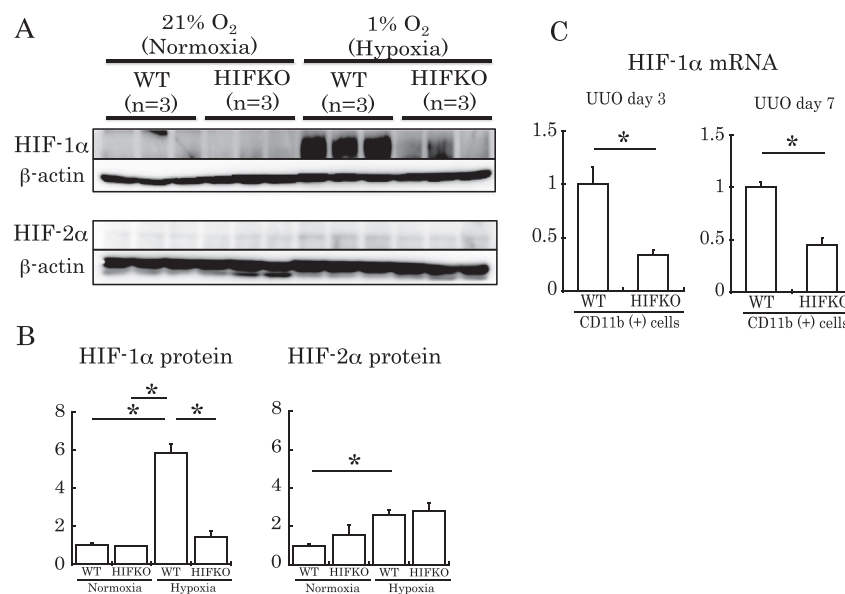 A
21% O2
(Normoxia)
1% O2
(Hypoxia)
WT
(n=3)
HIFKO
(n=3)
WT
(n=3)
HIFKO
(n=3)
HIF-1α
β-actin
HIF-2α
β-actin
B
HIF-1α protein
8
6
4
2
0
*
*
*
WT HIFKO WT HIFKO
Normoxia Hypoxia
HIF-2α protein
8
6
4
2
0
*
WT HIFKO WT HIFKO
Normoxia Hypoxia
C
HIF-1α mRNA
UUO day 3
1.5
1
0.5
0
*
WT HIFKO
CD11b (+) cells
UUO day 7
1.5
1
0.5
0
*
WT HIFKO
CD11b (+) cells